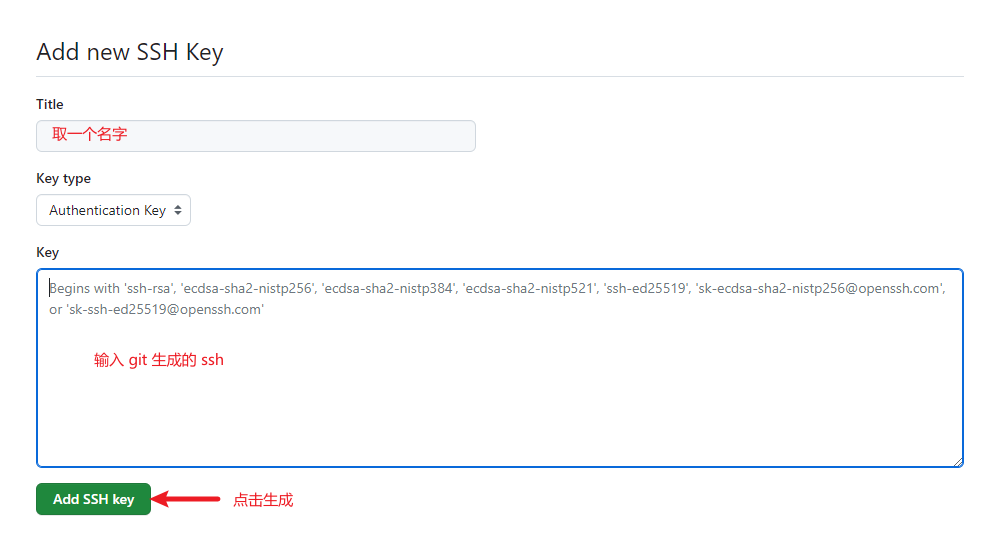 Add new SSH Key
Title
取一个名字
Key type
Authentication Key
Key
Begins with 'ssh-rsa', 'ecdsa-sha2-nistp256', 'ecdsa-sha2-nistp384', 'ecdsa-sha2-nistp521', 'ssh-ed25519', 'sk-ecdsa-sha2-nistp256@openssh.com',
or 'sk-ssh-ed25519@openssh.com'
输入 git 生成的 ssh
Add SSH key 点击生成